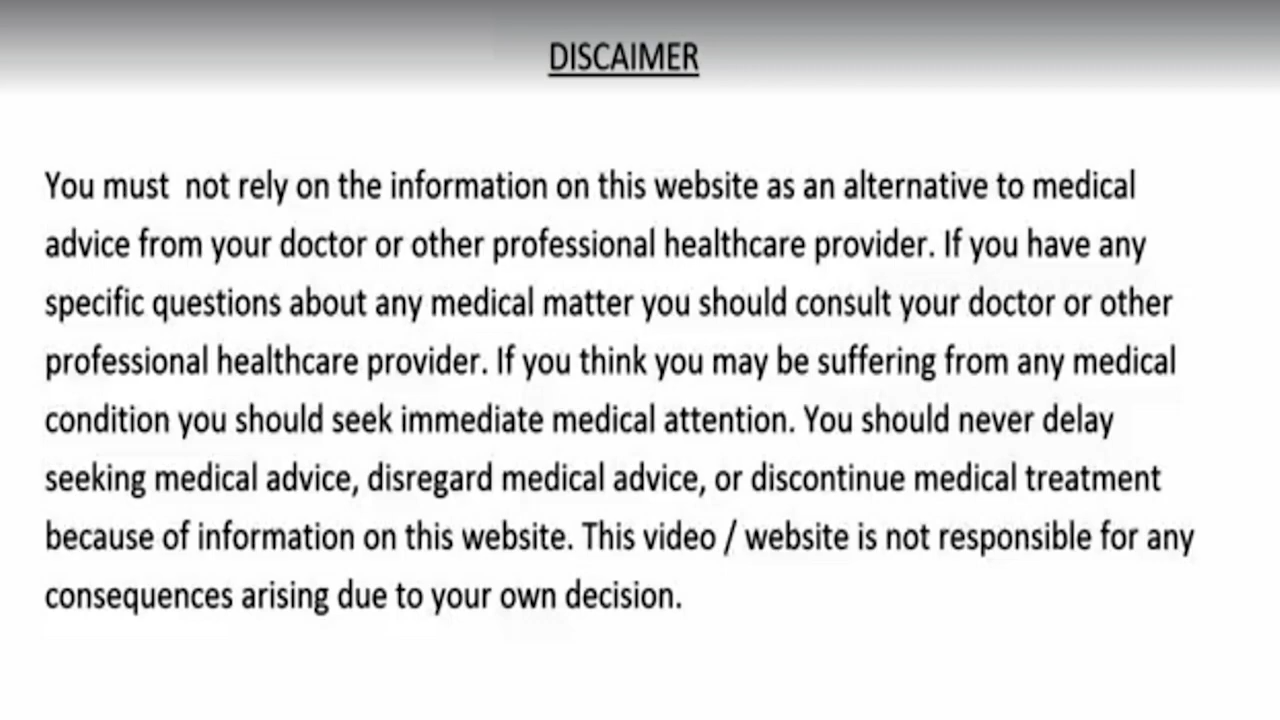 DISCAIMER
You must  not rely on the information on this website as an alternative to medical
advice from your doctor or other professional healthcare provider. If you have any
specific questions about any medical matter you should consult your doctor or other
professional healthcare provider. If you think you may be suffering from any medical
condition you should seek immediate medical attention. You should never delay
seeking medical advice, disregard medical advice, or discontinue medical treatment
because of information on this website. This video / website is not responsible for any
consequences arising due to your own decision.